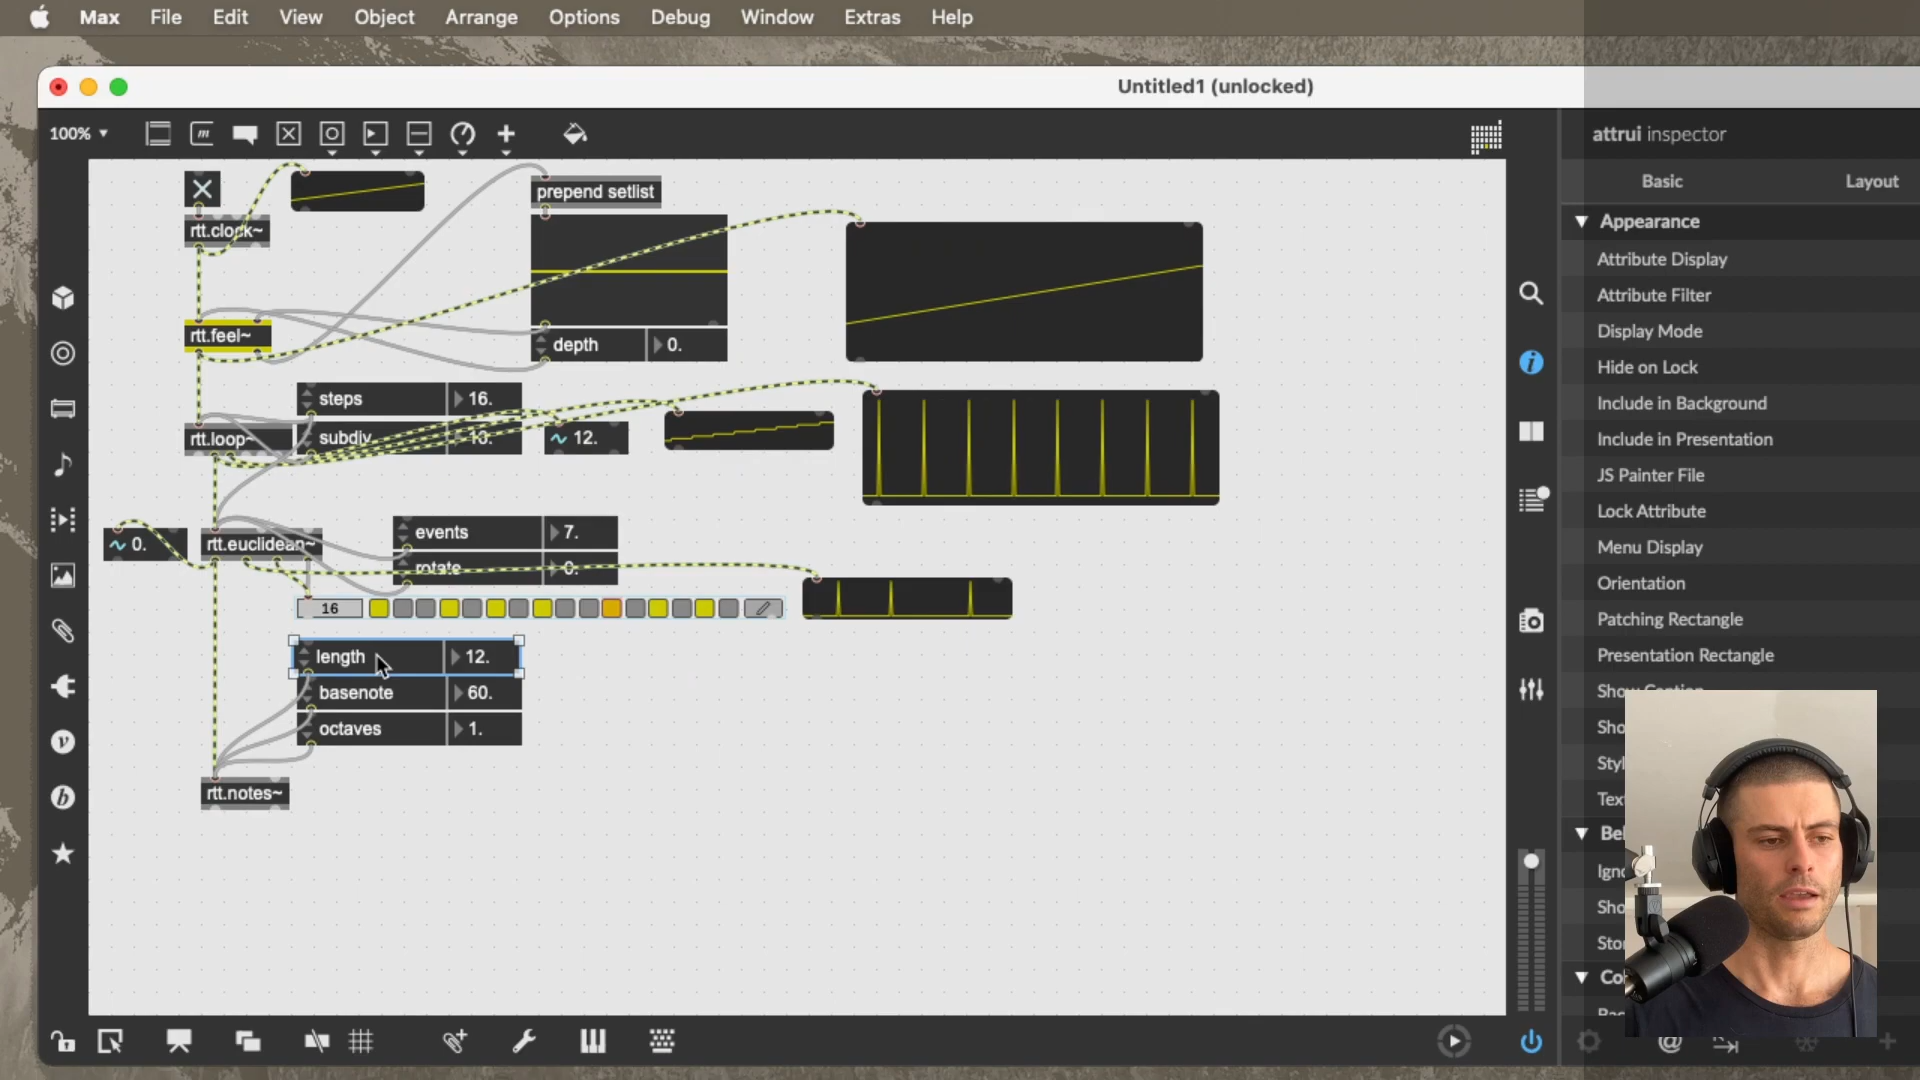 Max File Edit View Object Arrange Options Debug Window Extras Help
Untitled1 (unlocked)
100%
m
attrui inspector
Basic
Layout
prepend setlist
rtt.clock~
Appearance
Attribute Display
Attribute Filter
rtt.feel~
depth
0.
Display Mode
Hide on Lock
steps
16.
Include in Background
rtt.loop~
subdiv
~ 12.
Include in Presentation
JS Painter File
Lock Attribute
~ 0.
rtt.euclidean~
events
7.
Menu Display
rotate
0.
Orientation
16
Patching Rectangle
length
12.
Presentation Rectangle
basenote
60.
octaves
1.
rtt.notes~